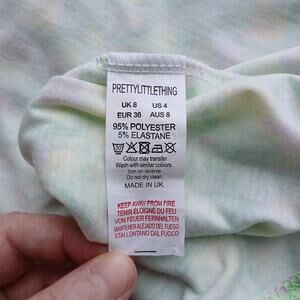 PRETTYLITTLETHING
UK 8 US 4
EUR 36 AUS 8
95% POLYESTER
5% ELASTANE
Colour may transfer
Wash with similar colours.
Iron on reverse
Do not dry clean
MADE IN UK
KEEP AWAY FROM FIRE
TENIR ÉLOIGNÉ DU FEU
VON FEUER FERNHALTEN
MANTENER ALEJADO DEL FUEGO
STAI LONTANO DAL FUOCO